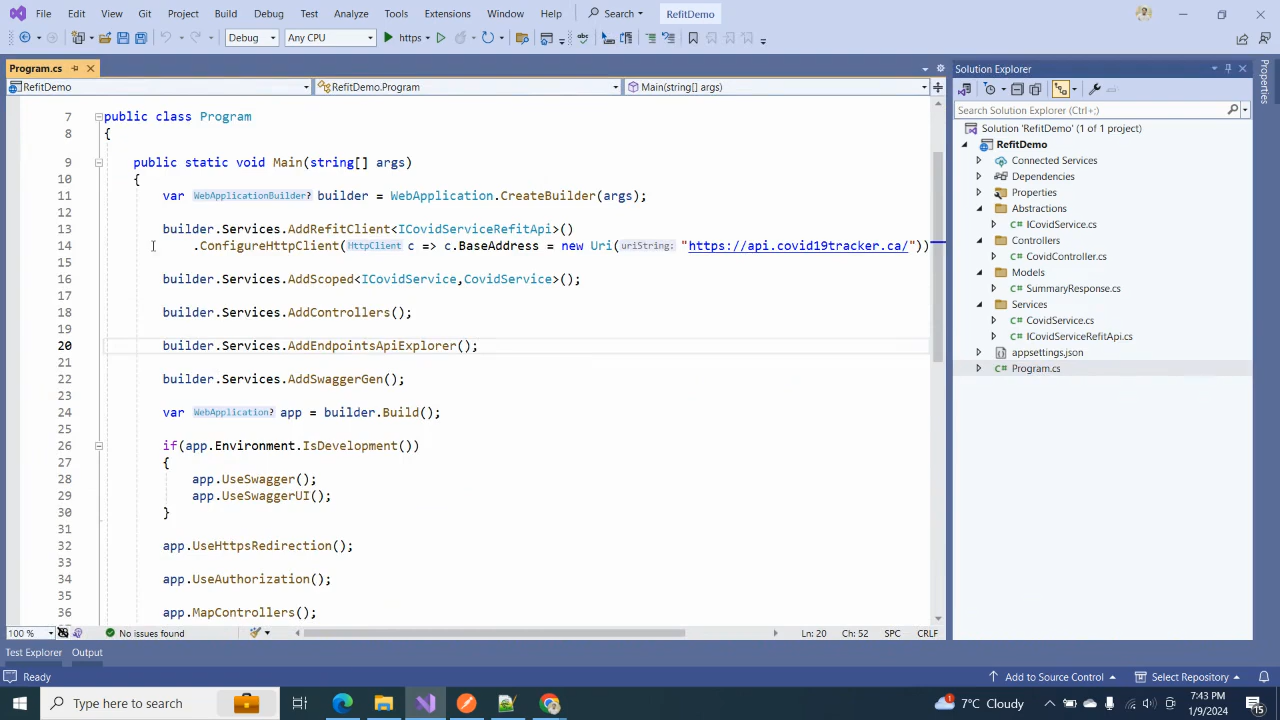 File Edit View Git Project Build Debug Test Analyze Tools Extensions Window Help Search RefitDemo
Debug Any CPU https
Program.cs
RefitDemo RefitDemo.Program Main(string[] args)
7 public class Program
8 {
9 public static void Main(string[] args)
10 {
11 var WebApplicationBuilder? builder = WebApplication.CreateBuilder(args);
12
13 builder.Services.AddRefitClient<ICovidServiceRefitApi>()
14 .ConfigureHttpClient(HttpClient c => c.BaseAddress = new Uri(uriString: "https://api.covid19tracker.ca/"))
15
16 builder.Services.AddScoped<ICovidService,CovidService>();
17
18 builder.Services.AddControllers();
19
20 builder.Services.AddEndpointsApiExplorer();
21
22 builder.Services.AddSwaggerGen();
23
24 var WebApplication? app = builder.Build();
25
26 if(app.Environment.IsDevelopment())
27 {
28 app.UseSwagger();
29 app.UseSwaggerUI();
30 }
31
32 app.UseHttpsRedirection();
33
34 app.UseAuthorization();
35
36 app.MapControllers();
100 % No issues found Ln: 20 Ch: 52 SPC CRLF
Test Explorer Output
Solution Explorer
Search Solution Explorer (Ctrl+;)
Solution 'RefitDemo' (1 of 1 project)
RefitDemo
Connected Services
Dependencies
Properties
Abstractions
C# ICovidService.cs
Controllers
C# CovidController.cs
Models
C# SummaryResponse.cs
Services
C# CovidService.cs
C# ICovidServiceRefitApi.cs
appsettings.json
C# Program.cs
Properties
Ready Add to Source Control Select Repository
Type here to search 1 7°C Cloudy 7:43 PM
1/9/2024 15